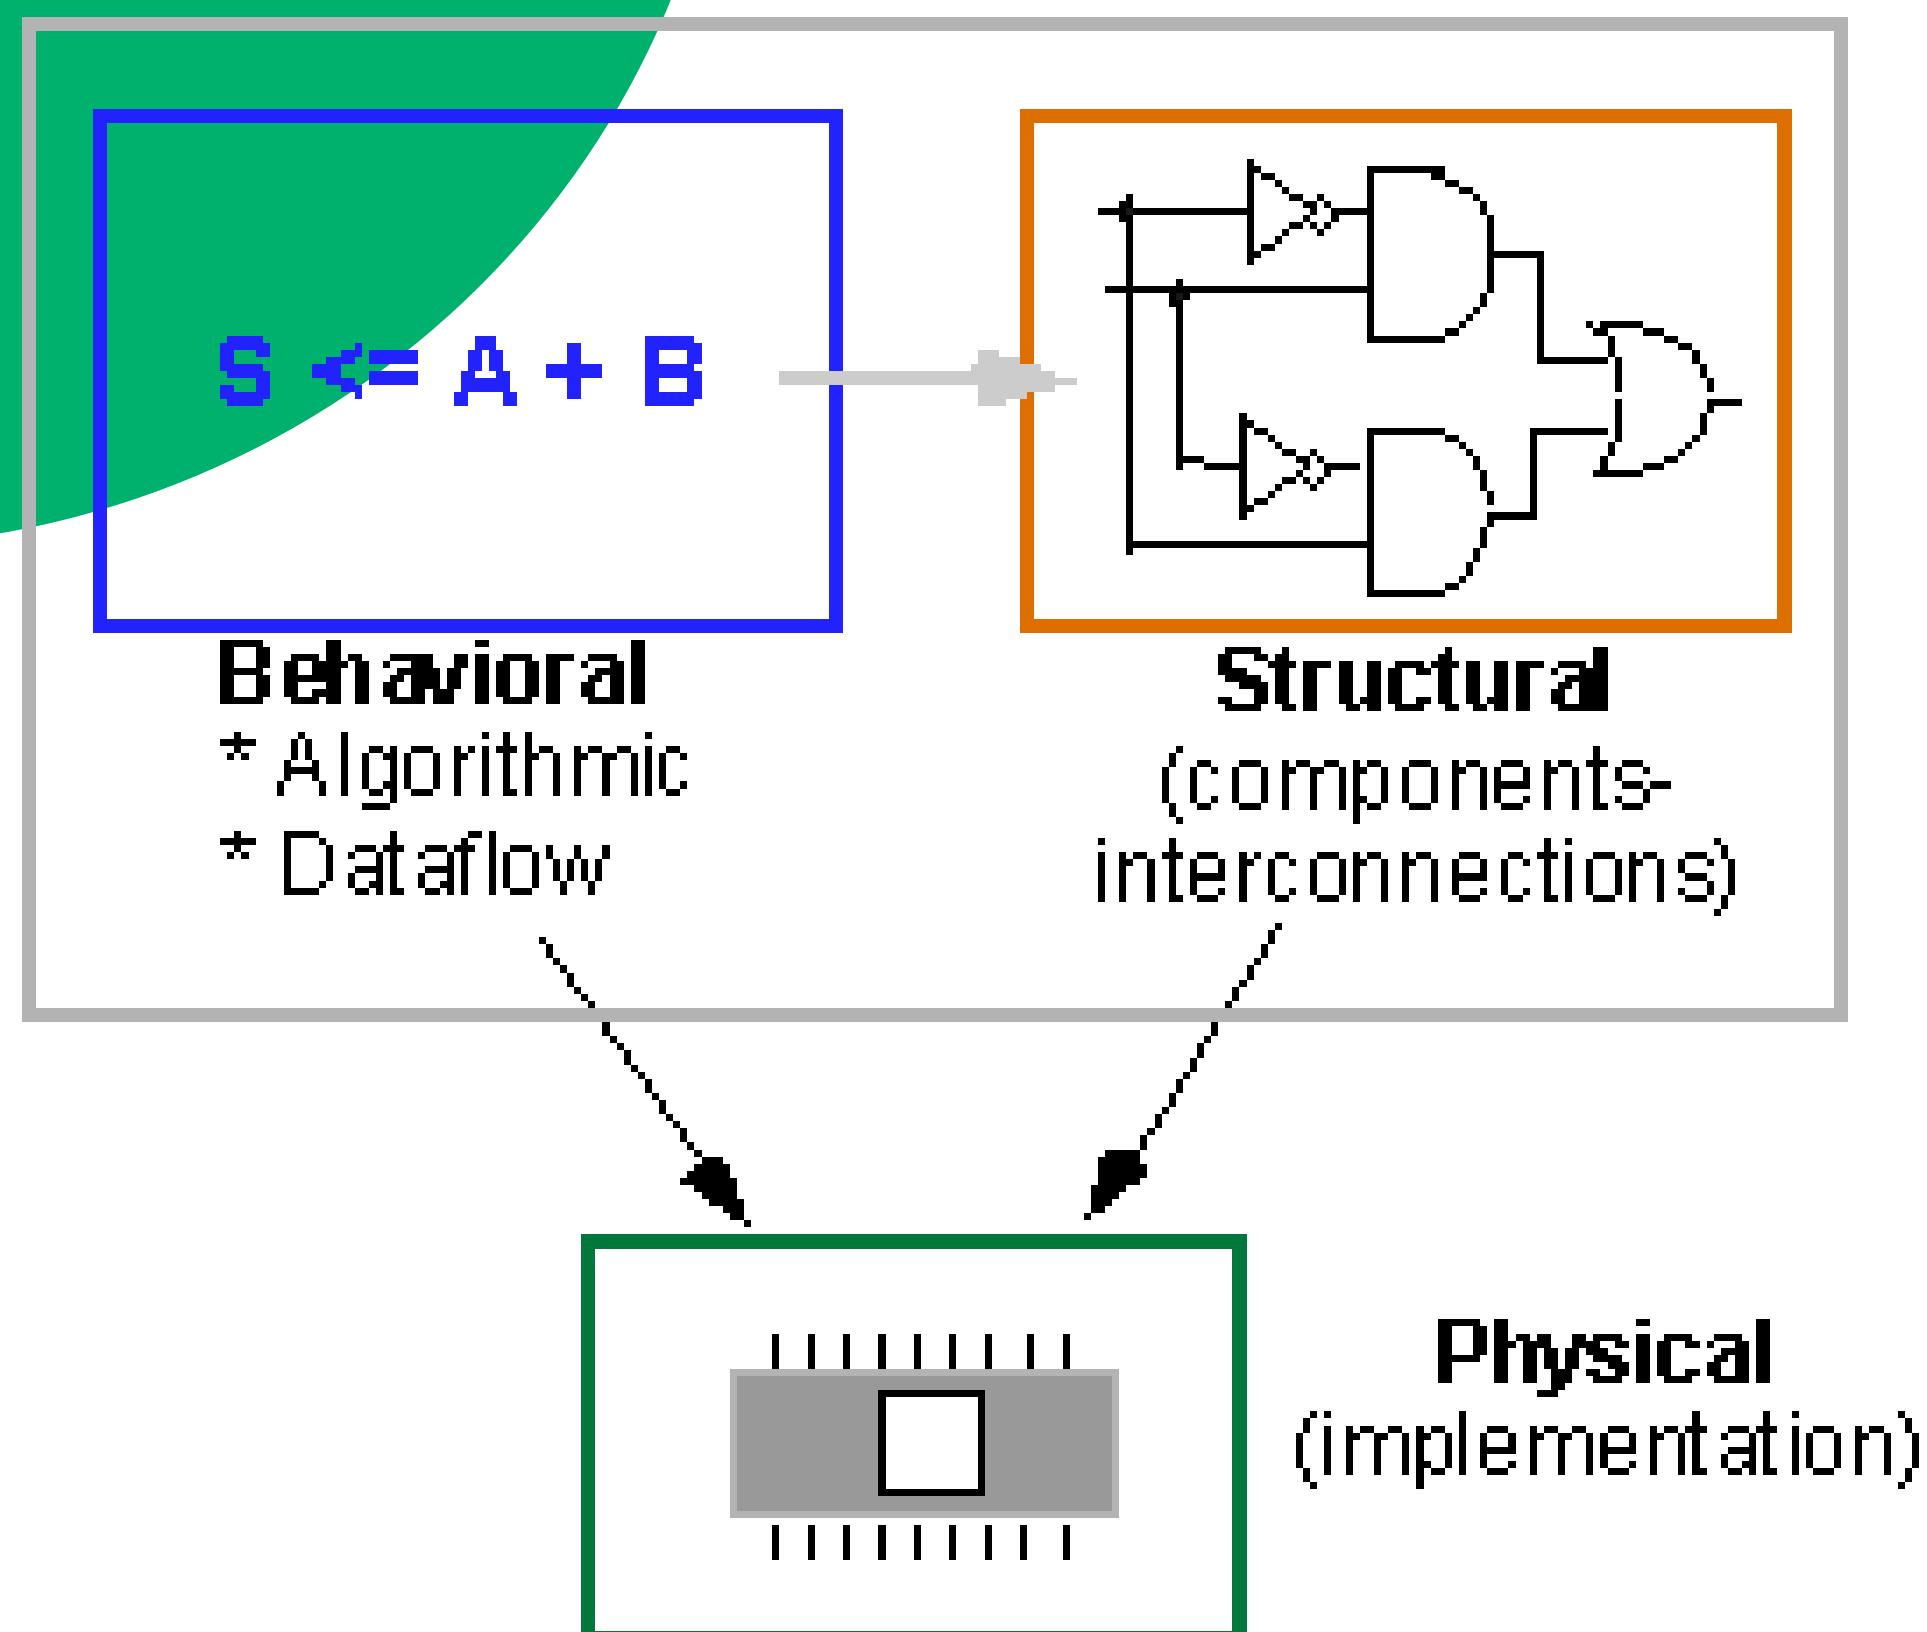 S <= A + B
Behavioral
* Algorithmic
* Dataflow
Structural
(components-
interconnections)
Physical
(implementation)